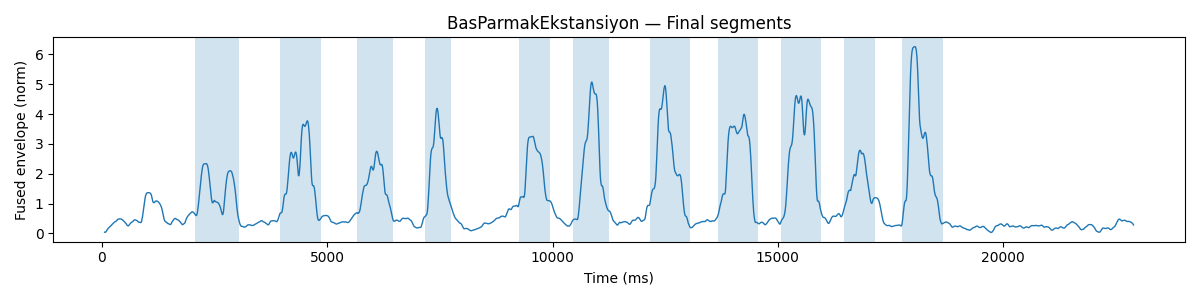 BasParmakEkstansiyon — Final segments
Fused envelope (norm)
6
5
4
3
2
1
0
0 5000 10000 15000 20000
Time (ms)